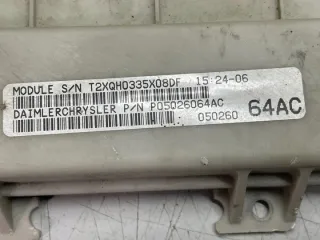 MODULE S/N T2XQH0335X08DF 15:24-06
DAIMLERCHRYSLER P/N P05026064AC 64AC
050260